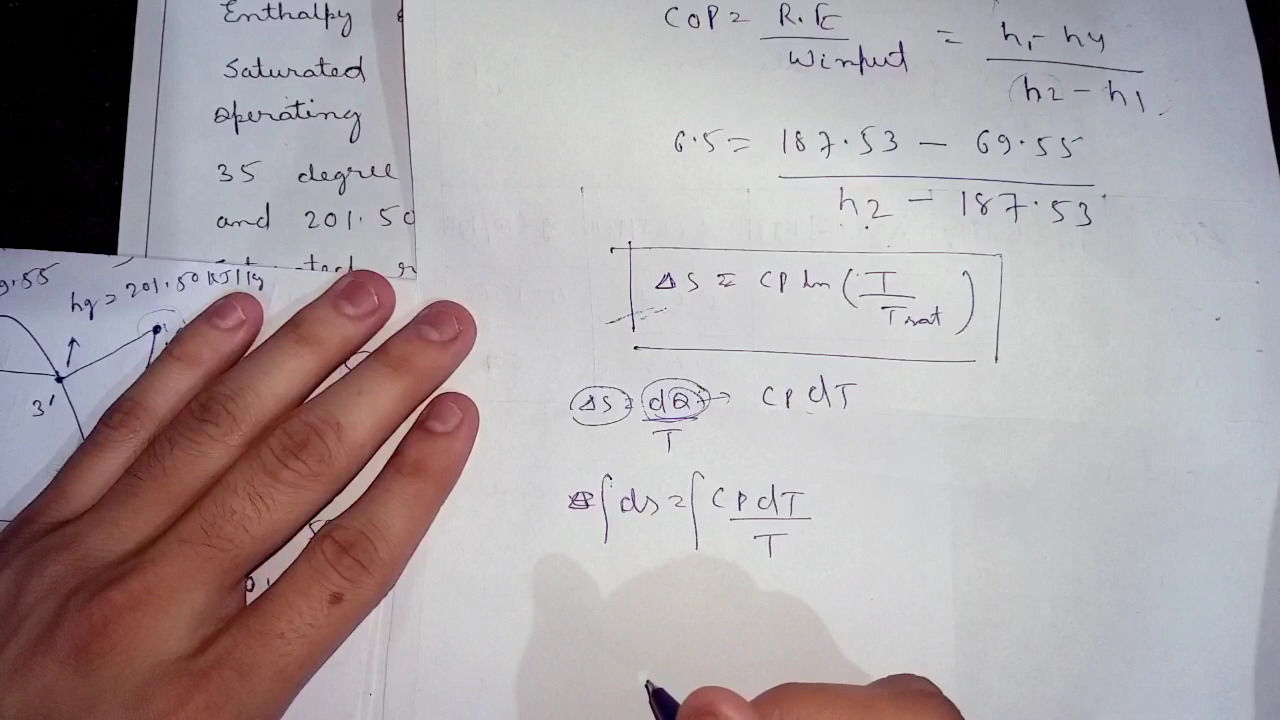 Enthalpy
Saturated
operating
35 degree
and 201.50
9.55
hg = 201.50 kJ/kg
3'
COP = R.E / Winput = h1 - h4 / (h2 - h1
6.5 = 187.53 - 69.55 / h2 - 187.53
Δs = CP ln (T / Tsat)
Δs = dQ / T → CP dT
∫ds = ∫ CP dT / T